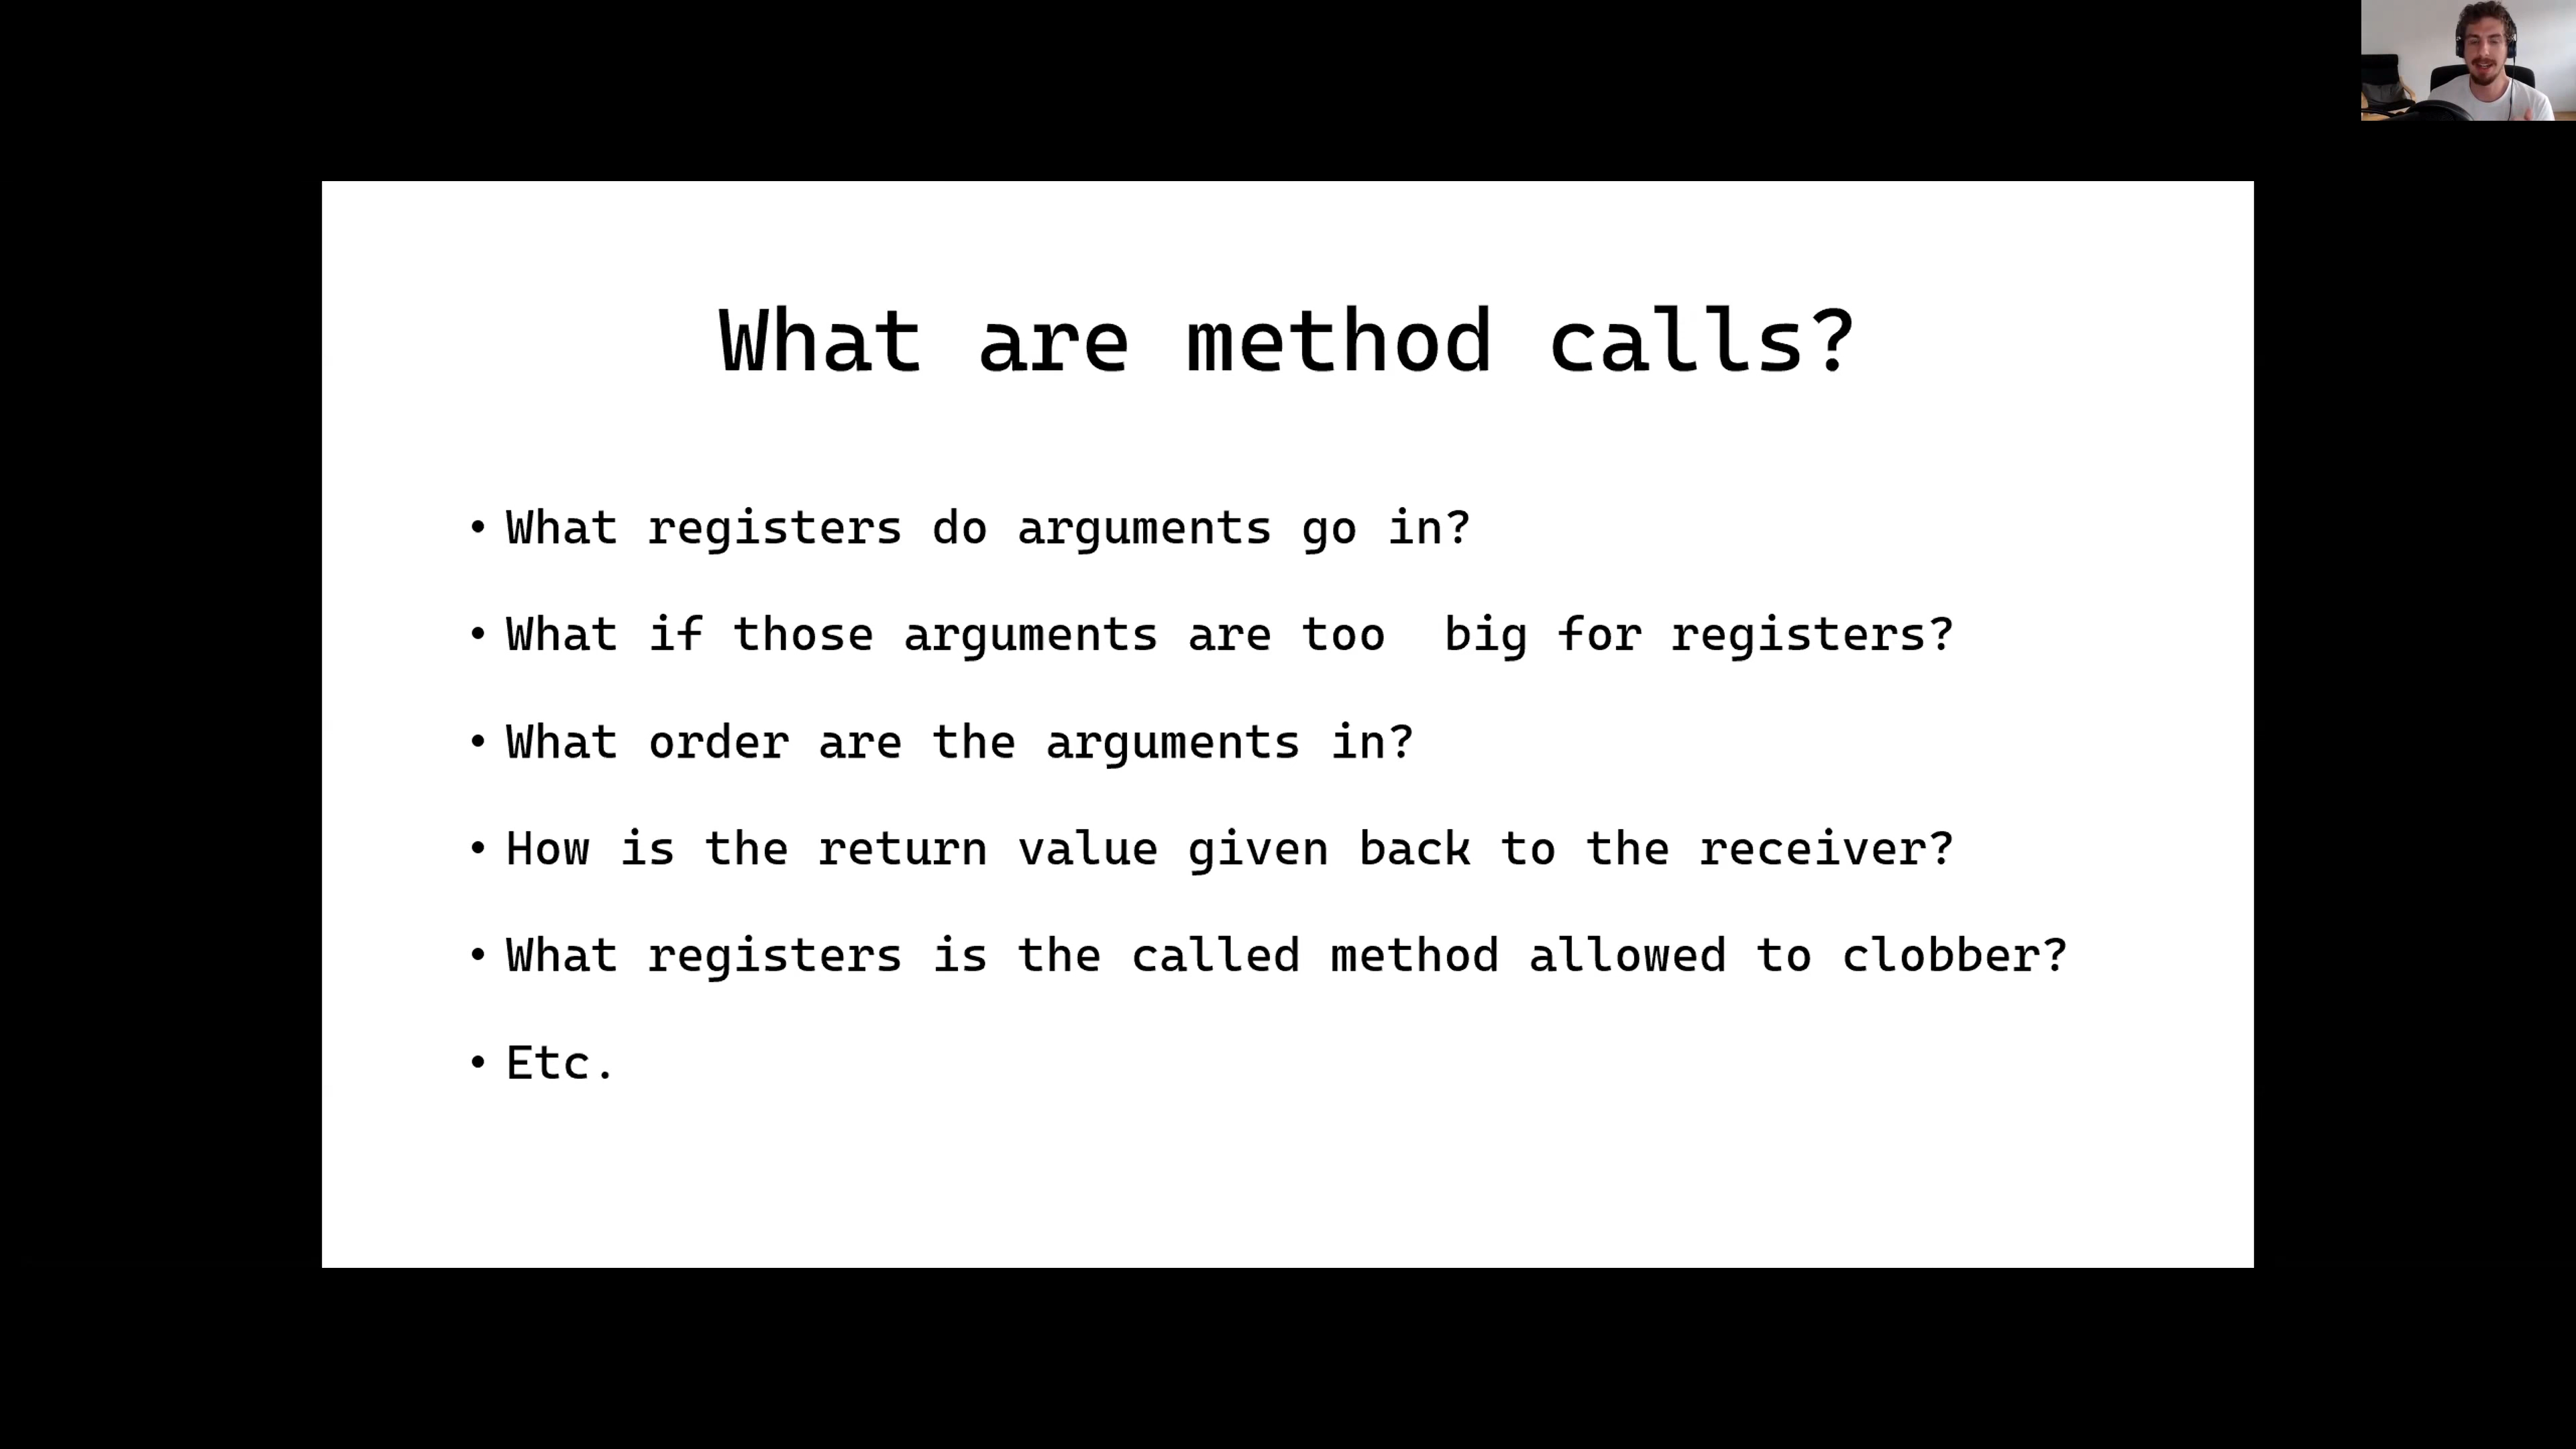 What are method calls?
• What registers do arguments go in?
• What if those arguments are too  big for registers?
• What order are the arguments in?
• How is the return value given back to the receiver?
• What registers is the called method allowed to clobber?
• Etc.